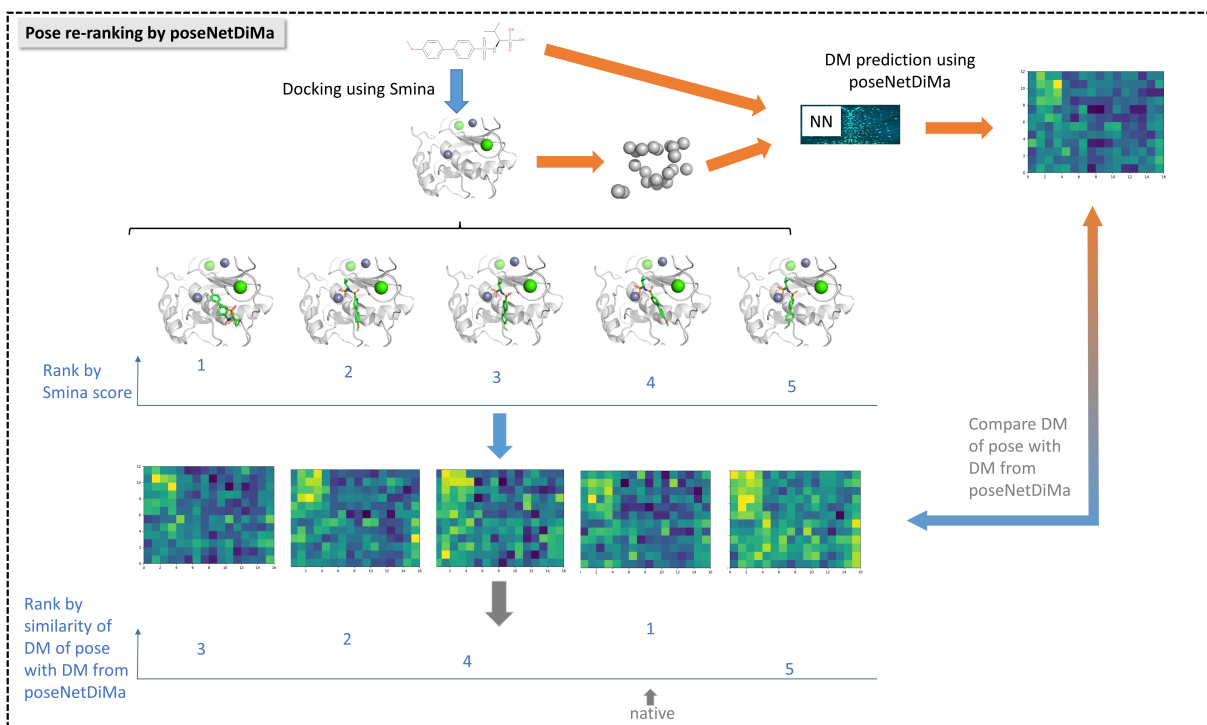 Pose re-ranking by poseNetDiMa
Docking using Smina
DM prediction using
poseNetDiMa
NN
Rank by
Smina score
1
2
3
4
5
Compare DM
of pose with
DM from
poseNetDiMa
Rank by
similarity of
DM of pose
with DM from
poseNetDiMa
3
2
4
1
5
native